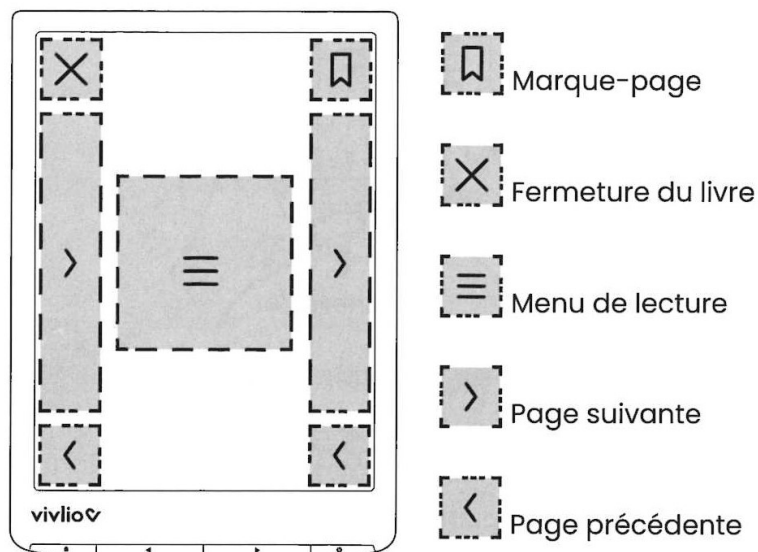 Marque-page
Fermeture du livre
Menu de lecture
Page suivante
Page précédente
vivlio